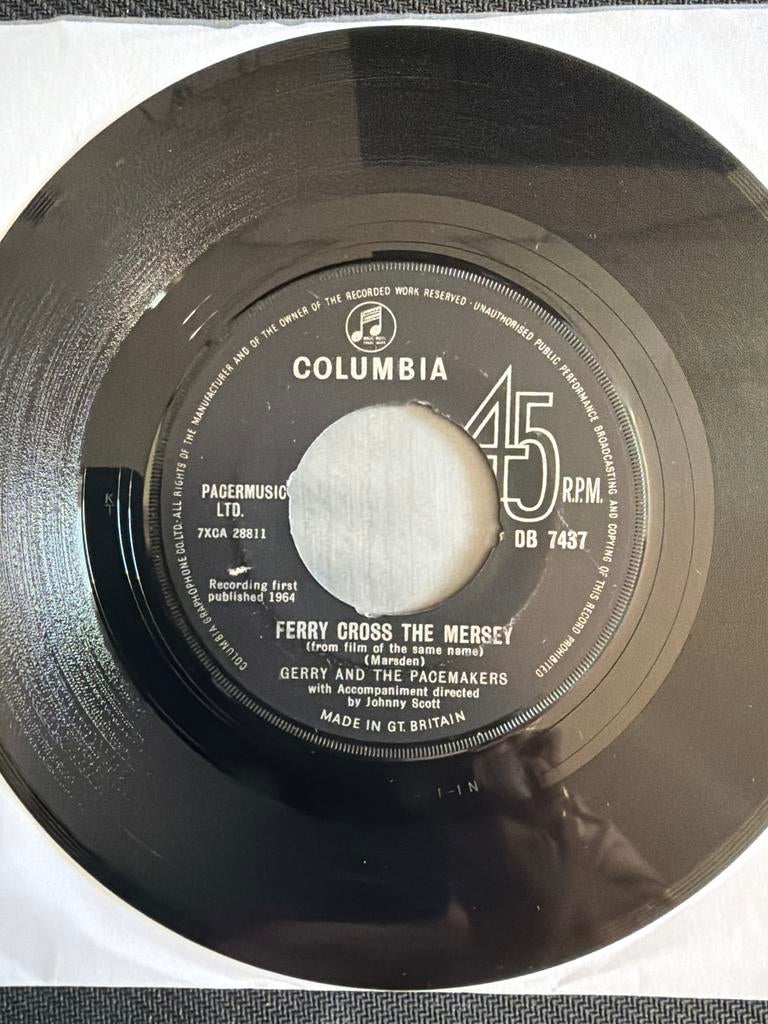 COLUMBIA GRAPHOPHONE CO.LTD.·ALL RIGHTS OF THE MANUFACTURER AND OF THE OWNER OF THE RECORDED WORK RESERVED · UNAUTHORISED PUBLIC PERFORMANCE BROADCASTING AND COPYING OF THIS RECORD PROHIBITED
COLUMBIA
45
R.P.M.
PACERMUSIC
LTD.
7XCA 28811
DB 7437
Recording first
published 1964
FERRY CROSS THE MERSEY
(from film of the same name)
(Marsden)
GERRY AND THE PACEMAKERS
with Accompaniment directed
by Johnny Scott
MADE IN GT. BRITAIN
1-1N